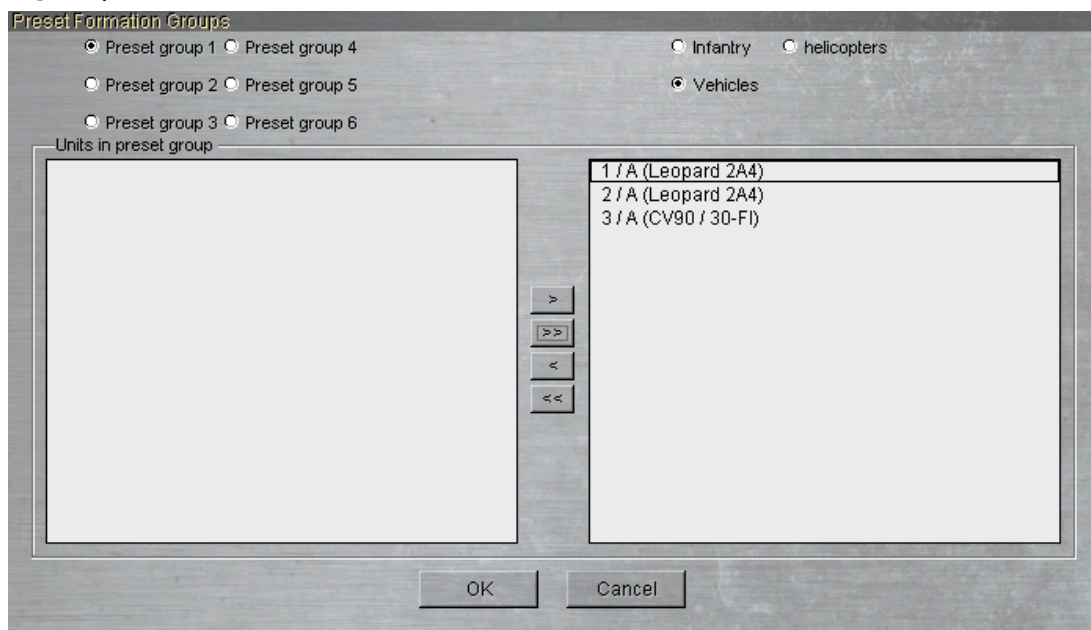 Preset Formation Groups
Preset group 1 Preset group 4 Infantry helicopters
Preset group 2 Preset group 5 Vehicles
Preset group 3 Preset group 6
Units in preset group
1 / A (Leopard 2A4)
2 / A (Leopard 2A4)
3 / A (CV90 / 30-FI)
>
>>
<
<<
OK Cancel